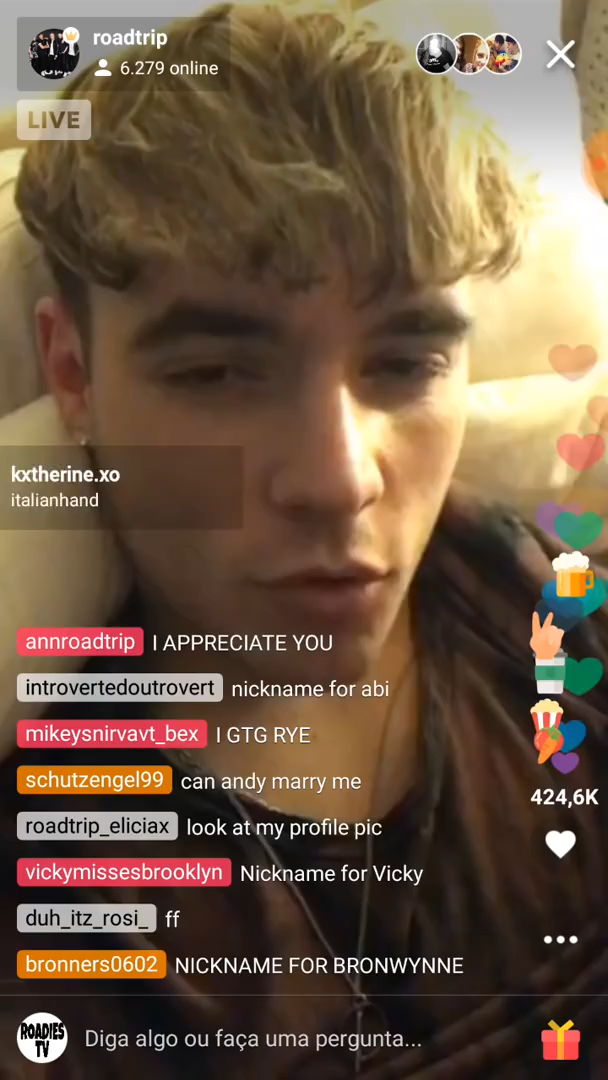 roadtrip
6.279 online
LIVE
kxtherine.xo
italianhand
annroadtrip I APPRECIATE YOU
introvertedoutrovert nickname for abi
mikeysnirvavt_bex I GTG RYE
schutzengel99 can andy marry me
roadtrip_eliciax look at my profile pic
vickymissesbrooklyn Nickname for Vicky
duh_itz_rosi_ ff
bronners0602 NICKNAME FOR BRONWYNNE
424,6K
ROADIES
TV
Diga algo ou faça uma pergunta...